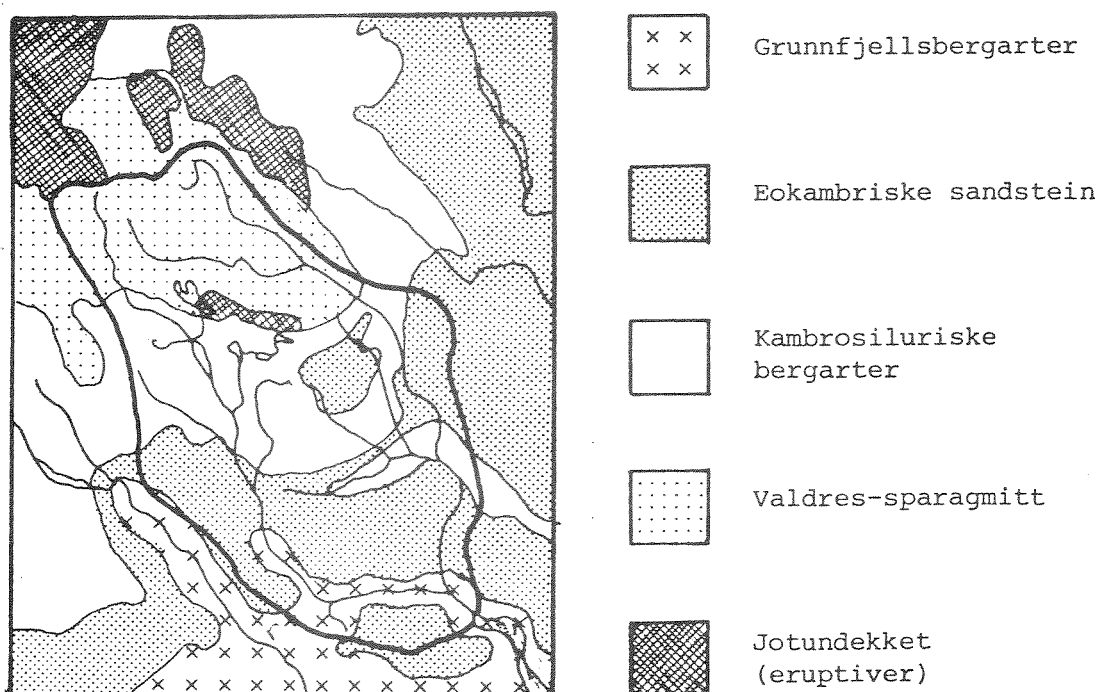 Grunnfjellsbergarter
Eokambriske sandstein
Kambrosiluriske
bergarter
Valdres-sparagmitt
Jotundekket
(eruptiver)